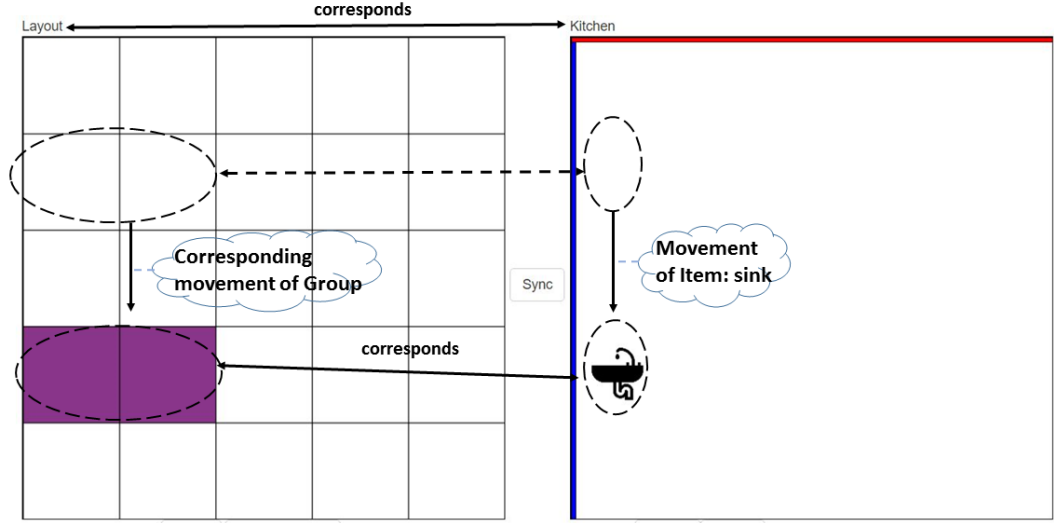 corresponds
Layout
Kitchen
Corresponding
movement of Group
Movement
of Item: sink
Sync
corresponds